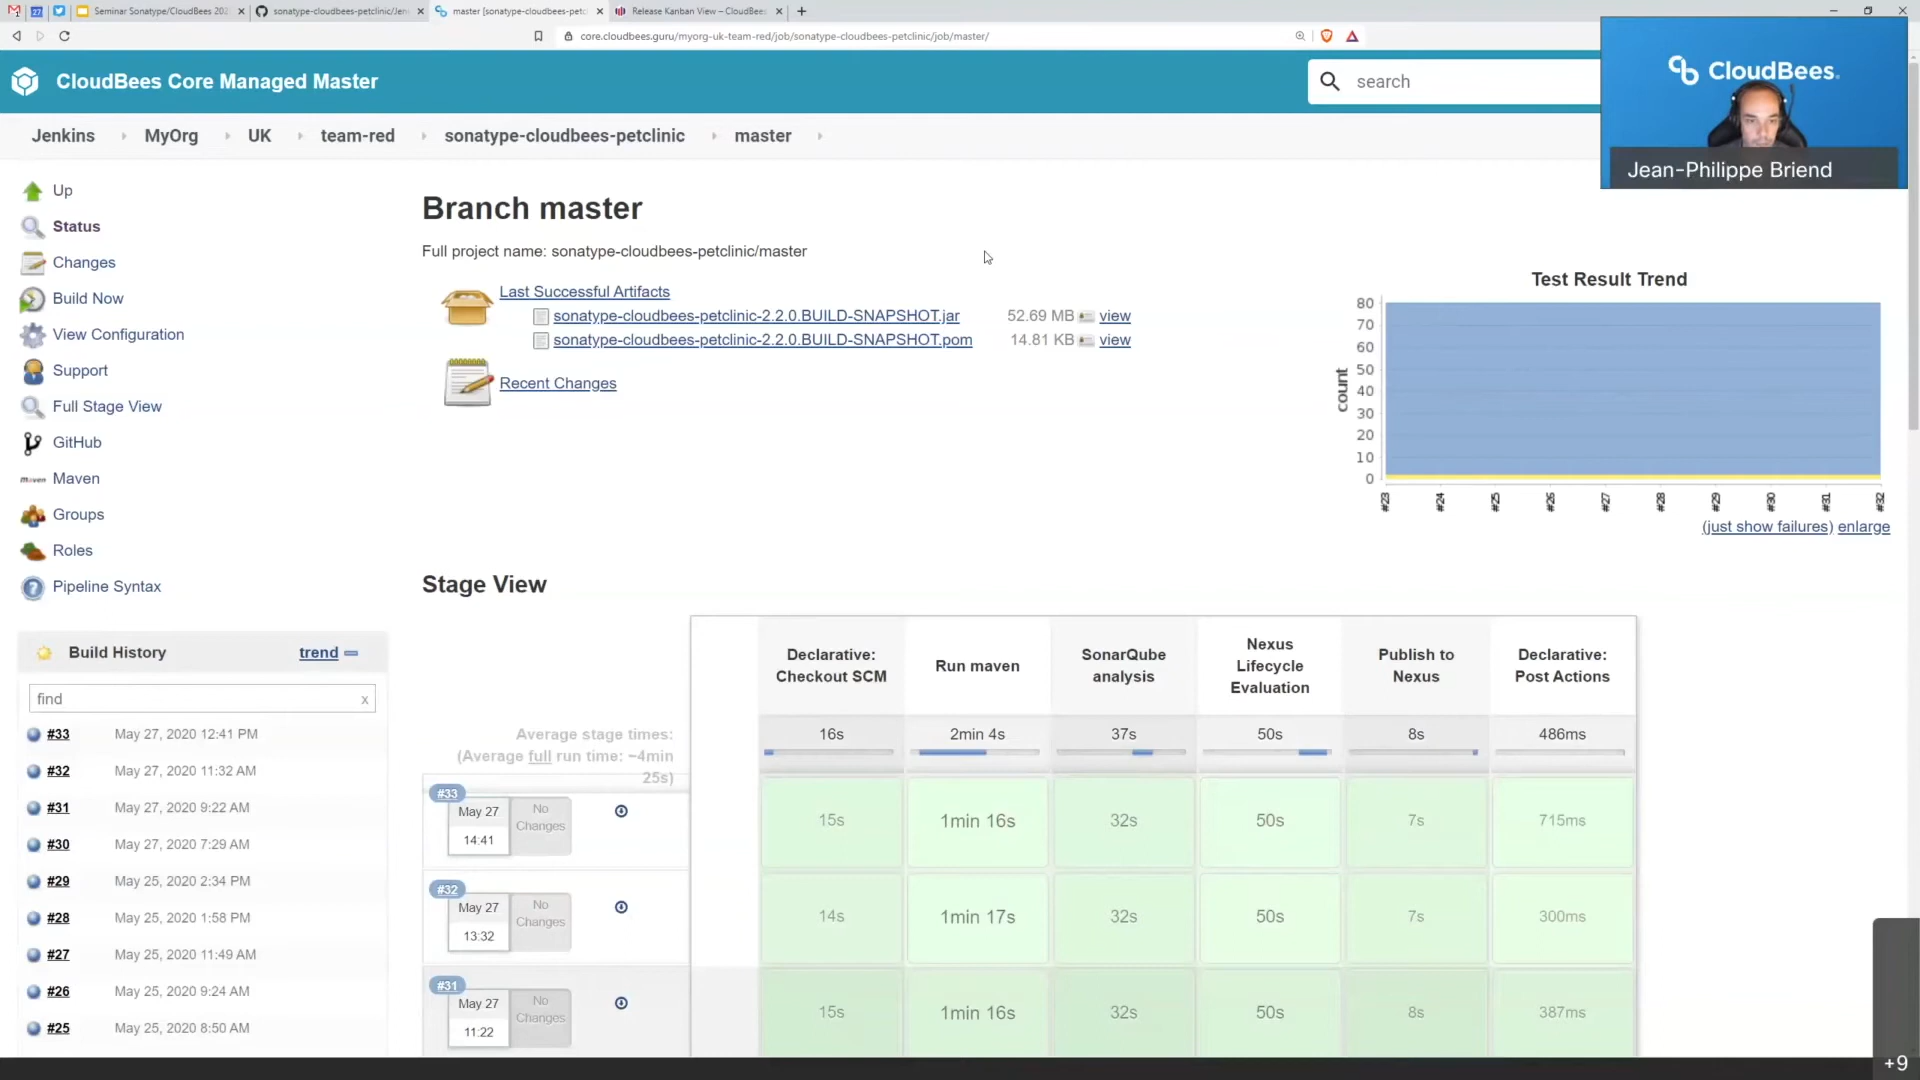 Seminar Sonatype/CloudBees 202
sonatype-cloudbees-petclinic/Jen
master [sonatype-cloudbees-petc
Release Kanban View – CloudBees
core.cloudbees.guru/myorg-uk-team-red/job/sonatype-cloudbees-petclinic/job/master/
CloudBees Core Managed Master
search
CloudBees.
Jean-Philippe Briend
Jenkins
MyOrg
UK
team-red
sonatype-cloudbees-petclinic
master
Up
Status
Changes
Build Now
View Configuration
Support
Full Stage View
GitHub
Maven
Groups
Roles
Pipeline Syntax
Branch master
Full project name: sonatype-cloudbees-petclinic/master
Last Successful Artifacts
sonatype-cloudbees-petclinic-2.2.0.BUILD-SNAPSHOT.jar 52.69 MB view
sonatype-cloudbees-petclinic-2.2.0.BUILD-SNAPSHOT.pom 14.81 KB view
Recent Changes
Test Result Trend
count
80
70
60
50
40
30
20
10
0
#23
#24
#25
#26
#27
#28
#29
#30
#31
#32
(just show failures) enlarge
Build History trend
find x
#33 May 27, 2020 12:41 PM
#32 May 27, 2020 11:32 AM
#31 May 27, 2020 9:22 AM
#30 May 27, 2020 7:29 AM
#29 May 25, 2020 2:34 PM
#28 May 25, 2020 1:58 PM
#27 May 25, 2020 11:49 AM
#26 May 25, 2020 9:24 AM
#25 May 25, 2020 8:50 AM
Stage View
Declarative:
Checkout SCM
Run maven
SonarQube
analysis
Nexus
Lifecycle
Evaluation
Publish to
Nexus
Declarative:
Post Actions
Average stage times:
(Average full run time: ~4min
25s)
16s 2min 4s 37s 50s 8s 486ms
#33
May 27
14:41
No
Changes
15s 1min 16s 32s 50s 7s 715ms
#32
May 27
13:32
No
Changes
14s 1min 17s 32s 50s 7s 300ms
#31
May 27
11:22
No
Changes
15s 1min 16s 32s 50s 8s 387ms
+9